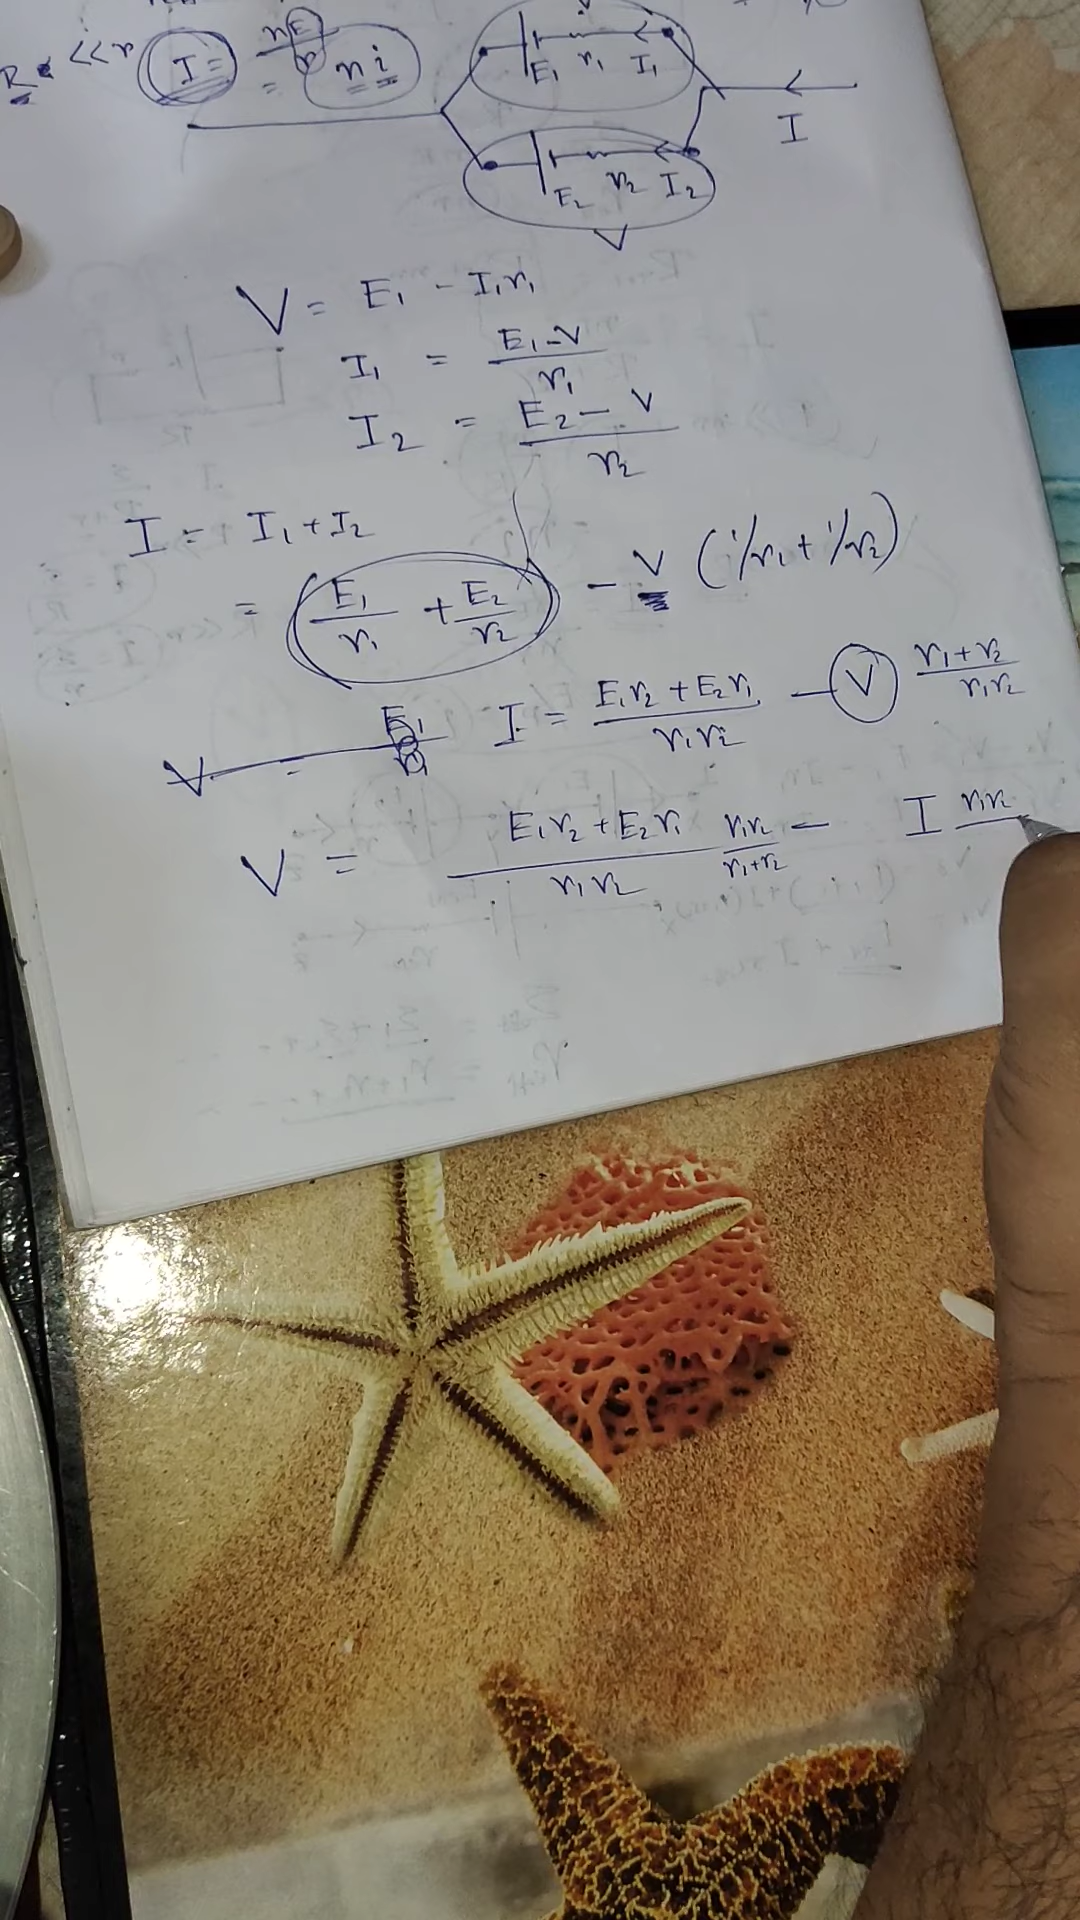 R << r I = nE/r
= n i
E₁ r₁ I₁
I
E₂ r₂ I₂
V
V = E₁ - I₁r₁
I₁ = (E₁ - V)/r₁
I₂ = (E₂ - V)/r₂
I = I₁ + I₂
= (E₁/r₁ + E₂/r₂) - V (1/r₁ + 1/r₂)
I = (E₁r₂ + E₂r₁)/(r₁r₂) - V (r₁ + r₂)/(r₁r₂)
V = E₁/r₁
V = (E₁r₂ + E₂r₁)/(r₁r₂) r₁r₂/(r₁+r₂) - I r₁r₂